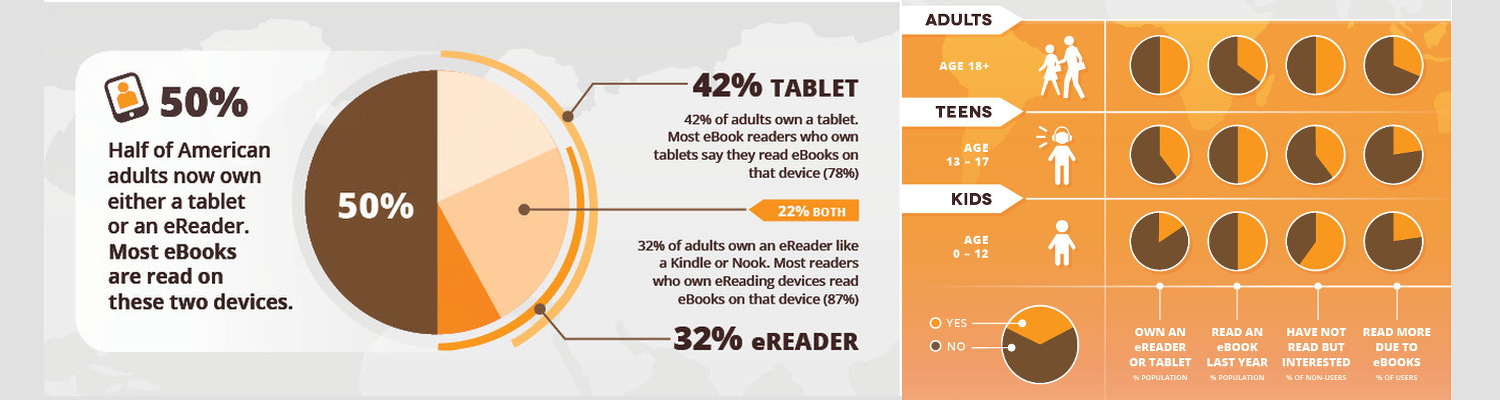 50%
Half of American
adults now own
either a tablet
or an eReader.
Most eBooks
are read on
these two devices.
50%
42% TABLET
42% of adults own a tablet.
Most eBook readers who own
tablets say they read eBooks on
that device (78%)
22% BOTH
32% of adults own an eReader like
a Kindle or Nook. Most readers
who own eReading devices read
eBooks on that device (87%)
32% eREADER
ADULTS
AGE 18+
TEENS
AGE
13 – 17
KIDS
AGE
0 – 12
YES
NO
OWN AN
eREADER
OR TABLET
% POPULATION
READ AN
eBOOK
LAST YEAR
% POPULATION
HAVE NOT
READ BUT
INTERESTED
% OF NON-USERS
READ MORE
DUE TO
eBOOKS
% OF USERS